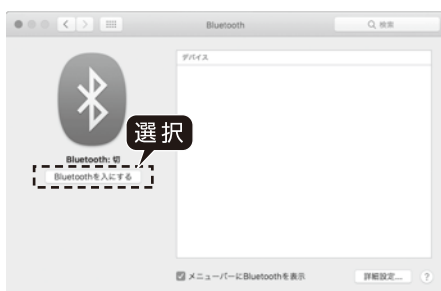 Bluetooth
検索
デバイス
選択
Bluetooth: 切
Bluetoothを入にする
メニューバーにBluetoothを表示
詳細設定...
?